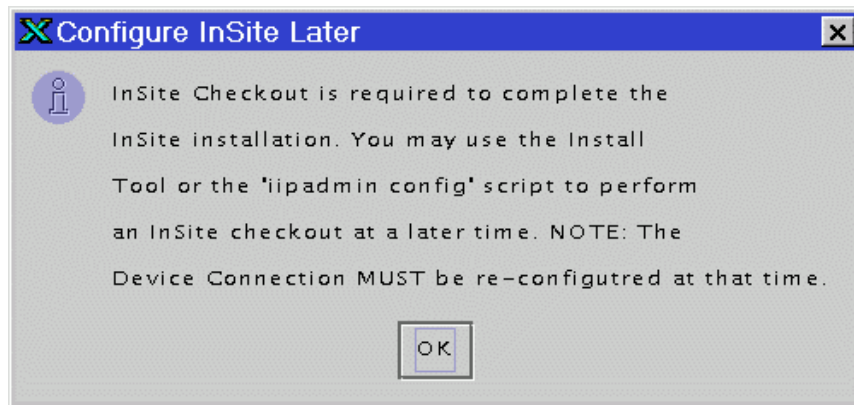 Configure InSite Later
InSite Checkout is required to complete the
InSite installation. You may use the Install
Tool or the 'iipadmin config' script to perform
an InSite checkout at a later time. NOTE: The
Device Connection MUST be re-configutred at that time.
OK